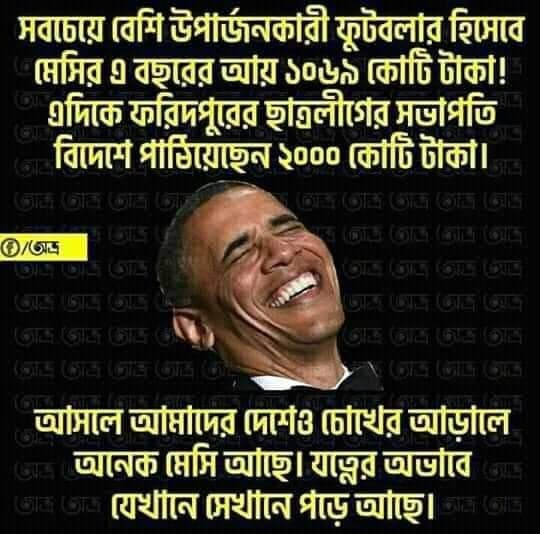 সবচেয়ে বেশি উপার্জনকারী ফুটবলার হিসেবে
মেসির এ বছরের আয় ১০৬৯ কোটি টাকা!
এদিকে ফরিদপুরের ছাত্রলীগের সভাপতি
বিদেশে পাঠিয়েছেন ২০০০ কোটি টাকা।
আসলে আমাদের দেশেও চোখের আড়ালে
অনেক মেসি আছে। যত্নের অভাবে
যেখানে সেখানে পড়ে আছে।